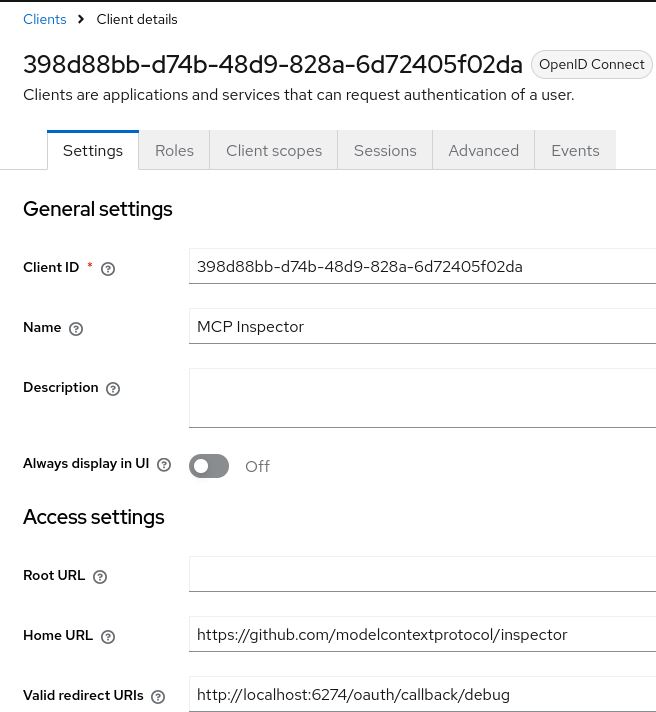 Clients > Client details
398d88bb-d74b-48d9-828a-6d72405f02da OpenID Connect
Clients are applications and services that can request authentication of a user.
Settings Roles Client scopes Sessions Advanced Events
General settings
Client ID * 398d88bb-d74b-48d9-828a-6d72405f02da
Name MCP Inspector
Description
Always display in UI Off
Access settings
Root URL
Home URL https://github.com/modelcontextprotocol/inspector
Valid redirect URIs http://localhost:6274/oauth/callback/debug